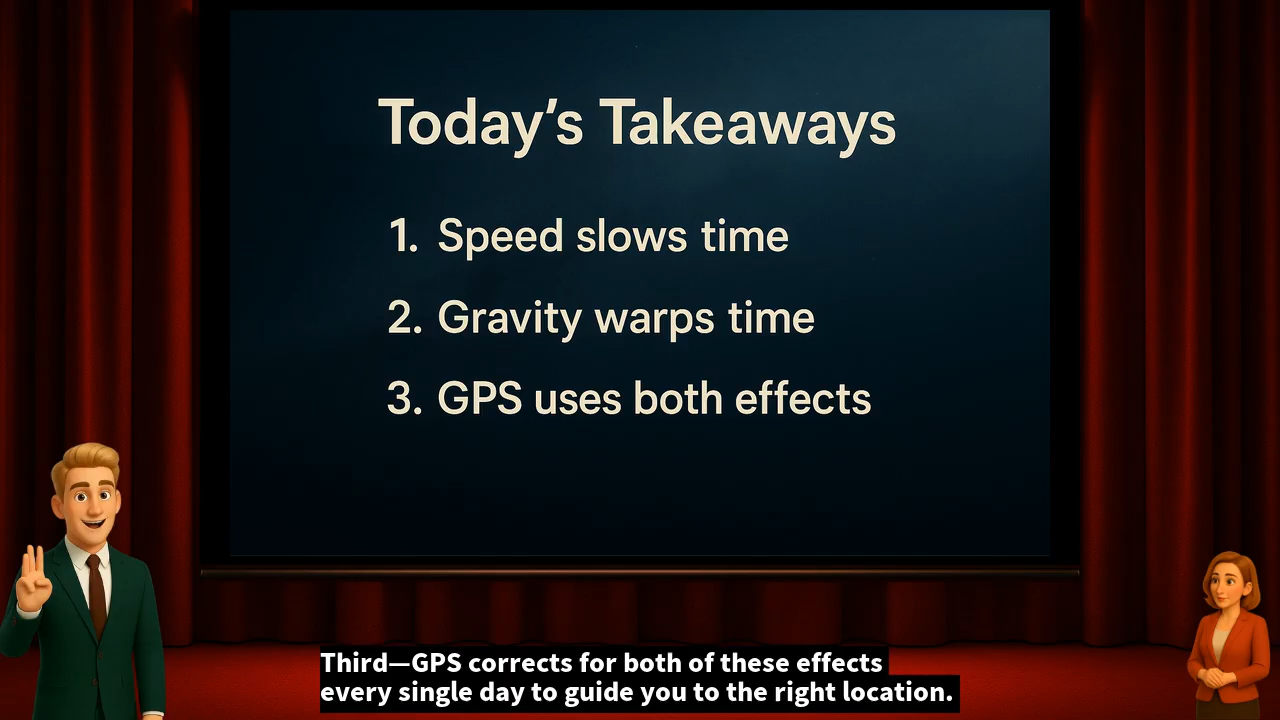 Today’s Takeaways
1. Speed slows time
2. Gravity warps time
3. GPS uses both effects
Third—GPS corrects for both of these effects
every single day to guide you to the right location.